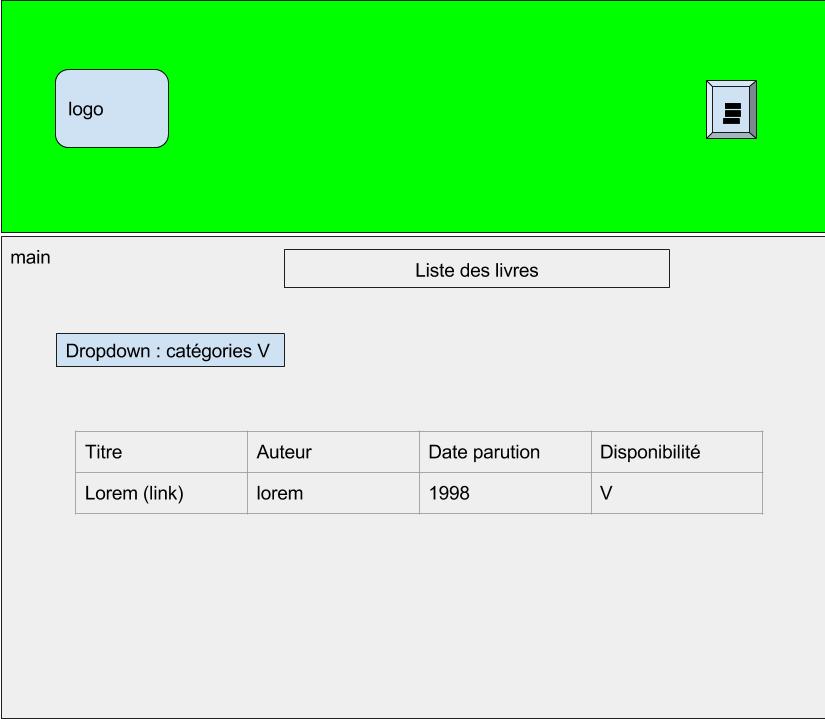 logo
main
Liste des livres
Dropdown : catégories V
Titre Auteur Date parution Disponibilité
Lorem (link) lorem 1998 V